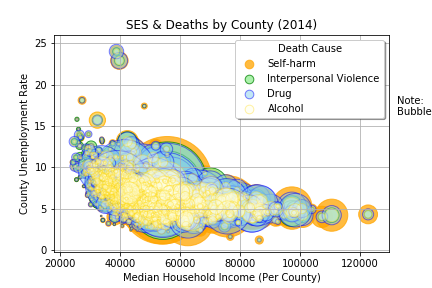 SES & Deaths by County (2014)
Death Cause
Self-harm
Interpersonal Violence
Drug
Alcohol
Note:
Bubble
County Unemployment Rate
25
20
15
10
5
0
20000 40000 60000 80000 100000 120000
Median Household Income (Per County)